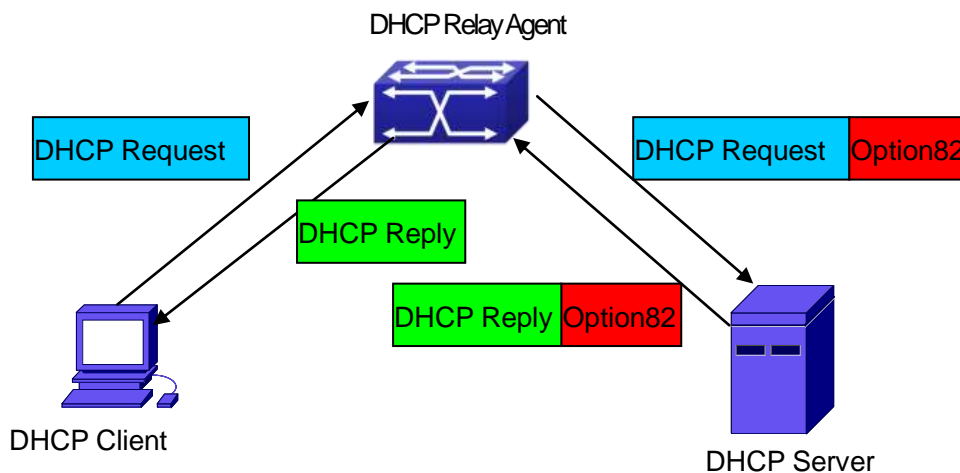 DHCP Relay Agent
DHCP Request
DHCP Request Option82
DHCP Reply
DHCP Reply Option82
DHCP Client
DHCP Server